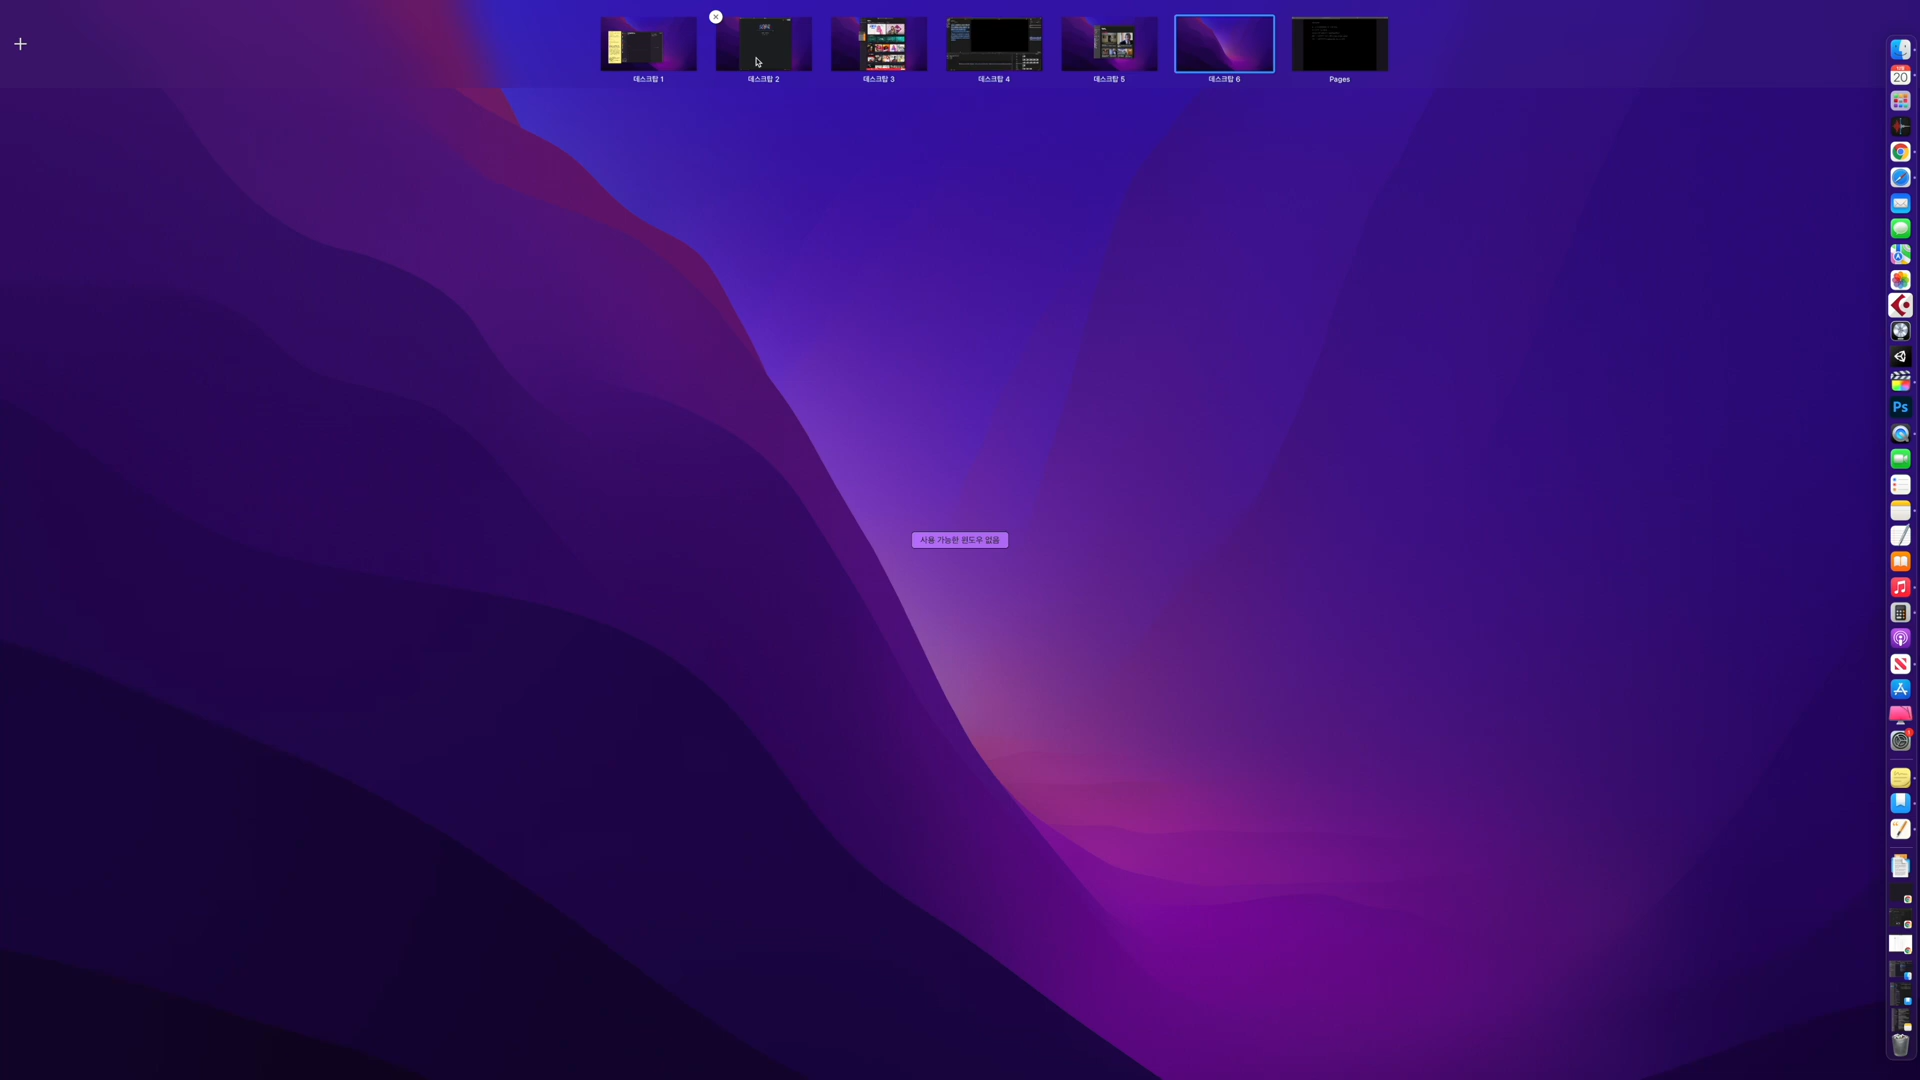 데스크탑 1
데스크탑 2
데스크탑 3
데스크탑 4
데스크탑 5
데스크탑 6
Pages
20
Ps
사용 가능한 윈도우 없음
1